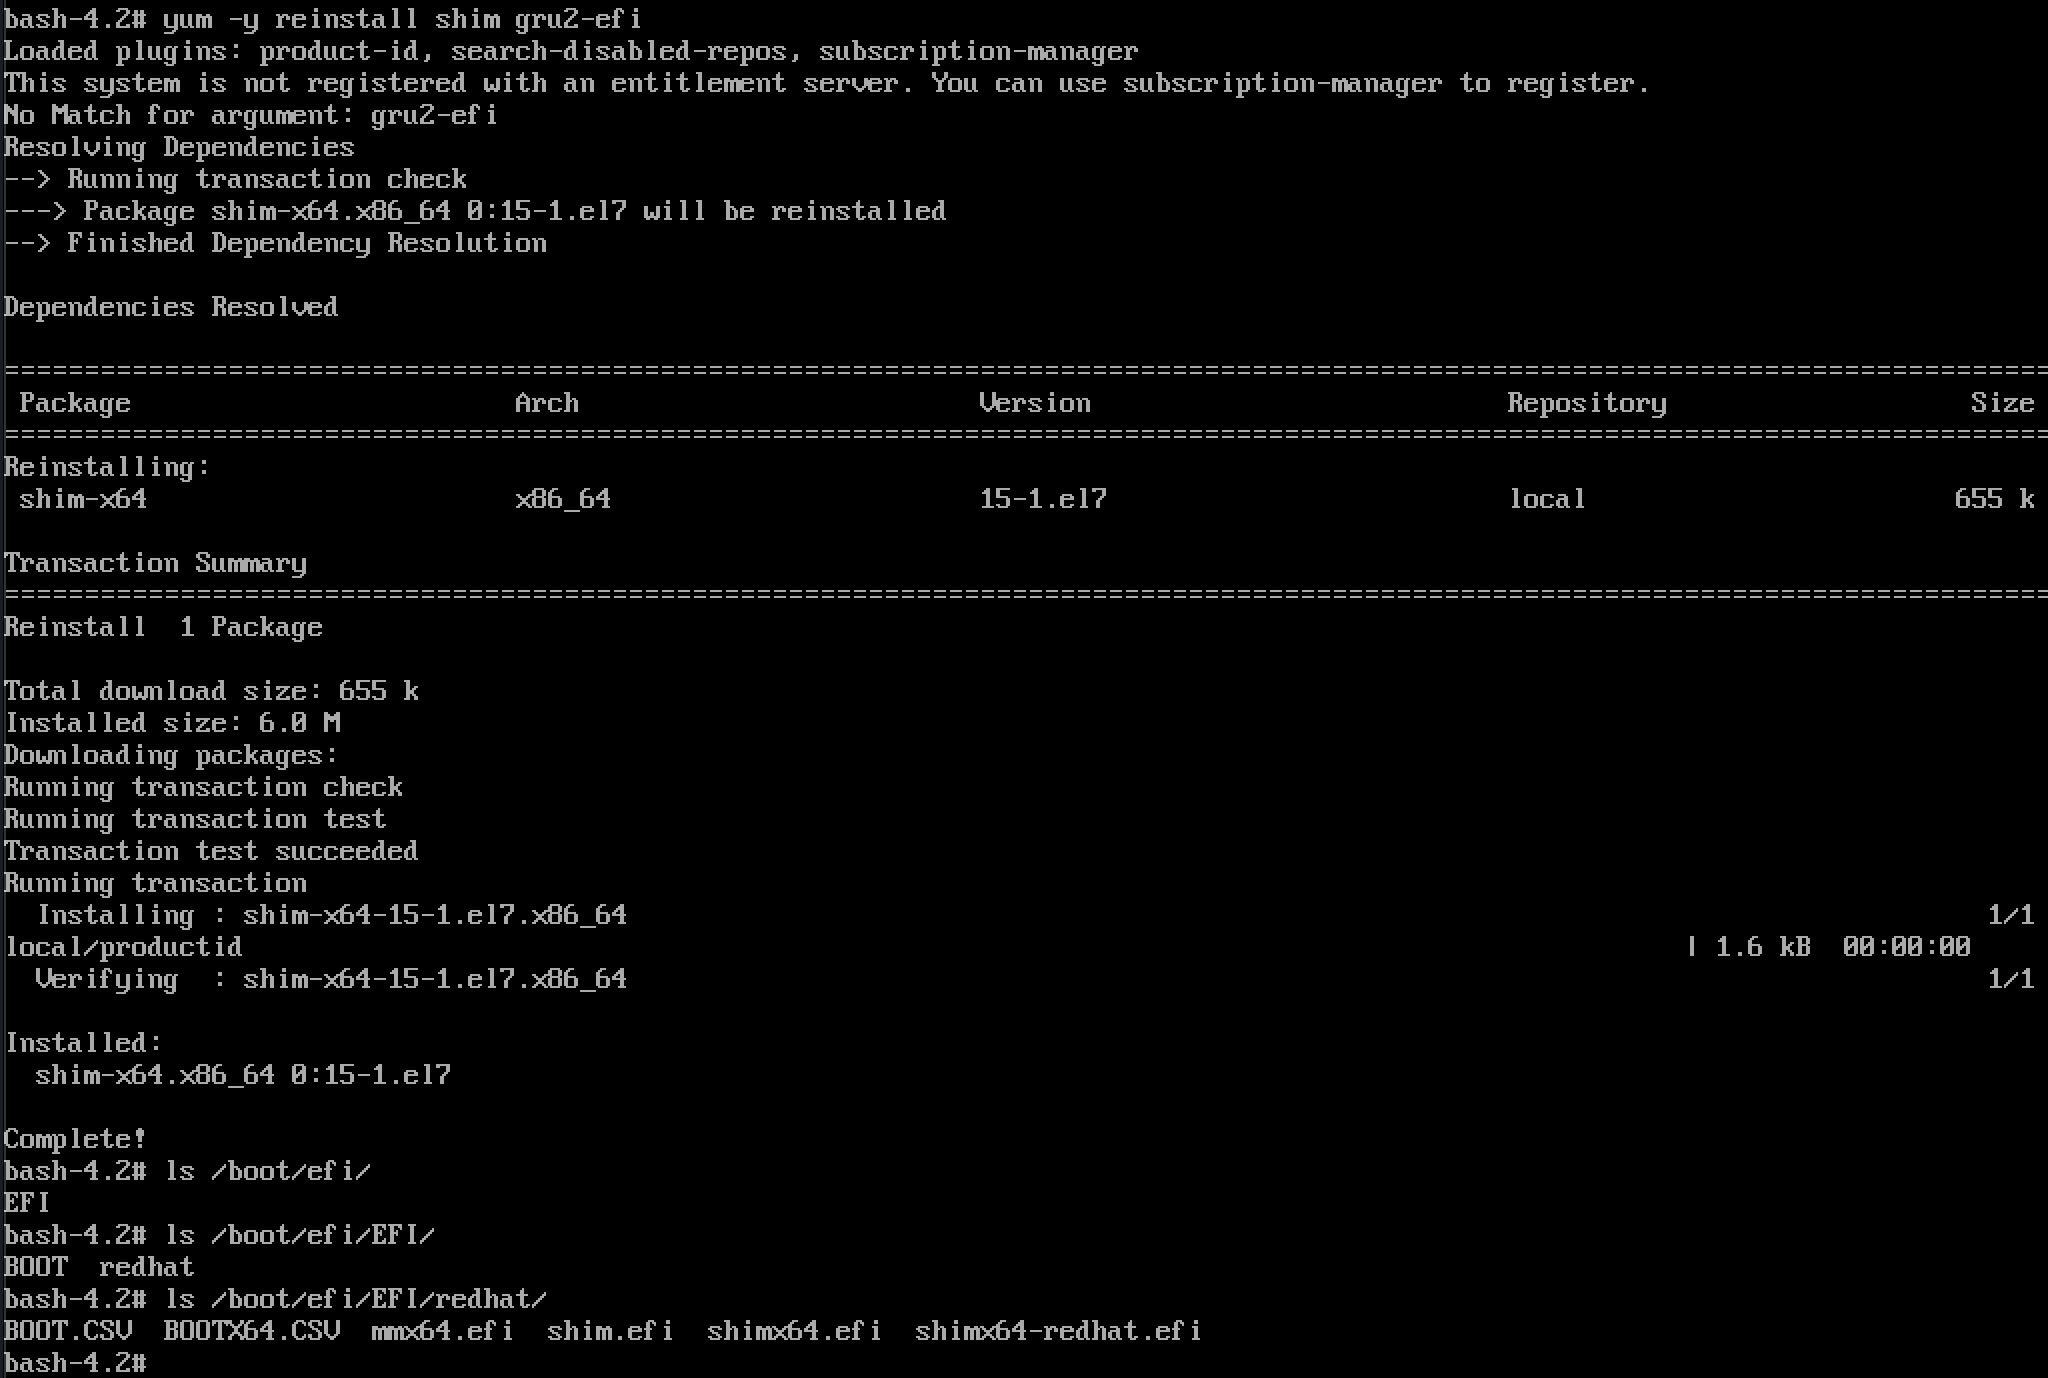 bash-4.2# yum -y reinstall shim gru2-efi
Loaded plugins: product-id, search-disabled-repos, subscription-manager
This system is not registered with an entitlement server. You can use subscription-manager to register.
No Match for argument: gru2-efi
Resolving Dependencies
--> Running transaction check
---> Package shim-x64.x86_64 0:15-1.el7 will be reinstalled
--> Finished Dependency Resolution

Dependencies Resolved

================================================================================================================================
 Package                        Arch                         Version                          Repository                   Size
================================================================================================================================
Reinstalling:
 shim-x64                       x86_64                       15-1.el7                         local                       655 k

Transaction Summary
================================================================================================================================
Reinstall  1 Package

Total download size: 655 k
Installed size: 6.0 M
Downloading packages:
Running transaction check
Running transaction test
Transaction test succeeded
Running transaction
  Installing : shim-x64-15-1.el7.x86_64                                                                                     1/1
local/productid                                                                                          | 1.6 kB  00:00:00
  Verifying  : shim-x64-15-1.el7.x86_64                                                                                     1/1

Installed:
  shim-x64.x86_64 0:15-1.el7

Complete!
bash-4.2# ls /boot/efi/
EFI
bash-4.2# ls /boot/efi/EFI/
BOOT  redhat
bash-4.2# ls /boot/efi/EFI/redhat/
BOOT.CSV  BOOTX64.CSV  mmx64.efi  shim.efi  shimx64.efi  shimx64-redhat.efi
bash-4.2#